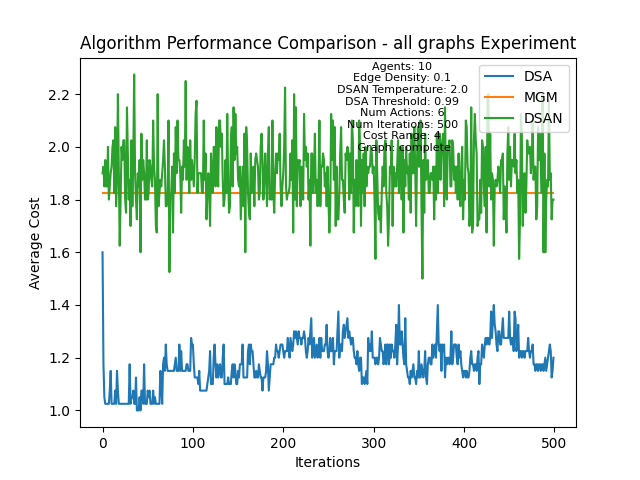 Algorithm Performance Comparison - all graphs Experiment
Agents: 10
Edge Density: 0.1
DSAN Temperature: 2.0
DSA Threshold: 0.99
Num Actions: 6
Num Iterations: 500
Cost Range: 4
Graph: complete
DSA
MGM
DSAN
Average Cost
2.2
2.0
1.8
1.6
1.4
1.2
1.0
0
100
200
300
400
500
Iterations